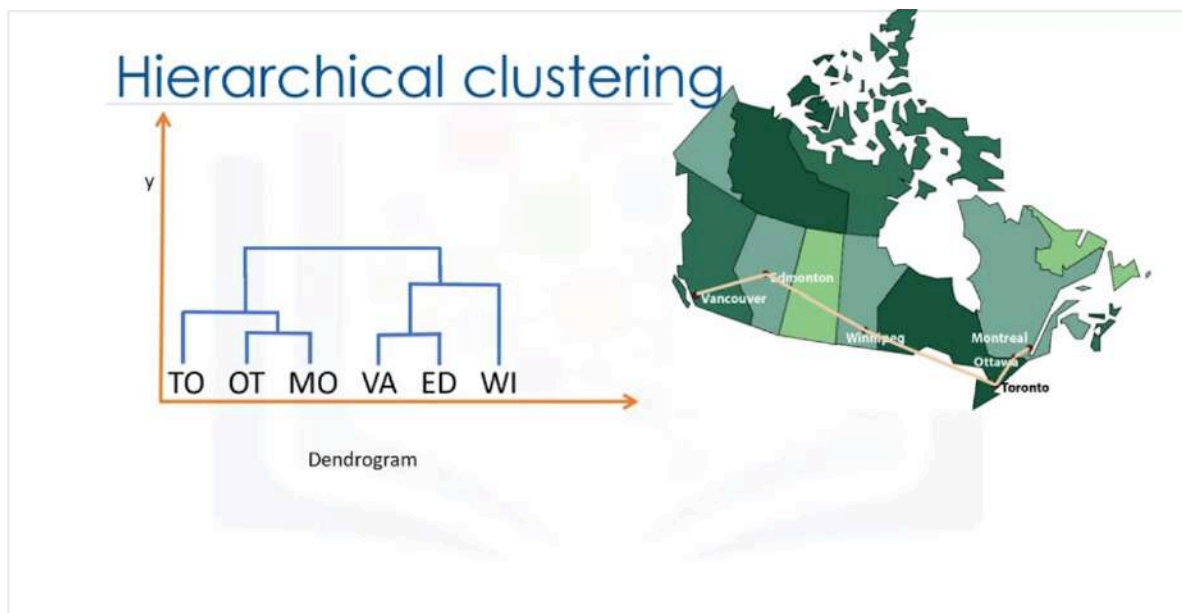 Hierarchical clustering
y
TO OT MO VA ED WI
Dendrogram
Edmonton
Vancouver
Winnipeg
Montreal
Ottawa
Toronto